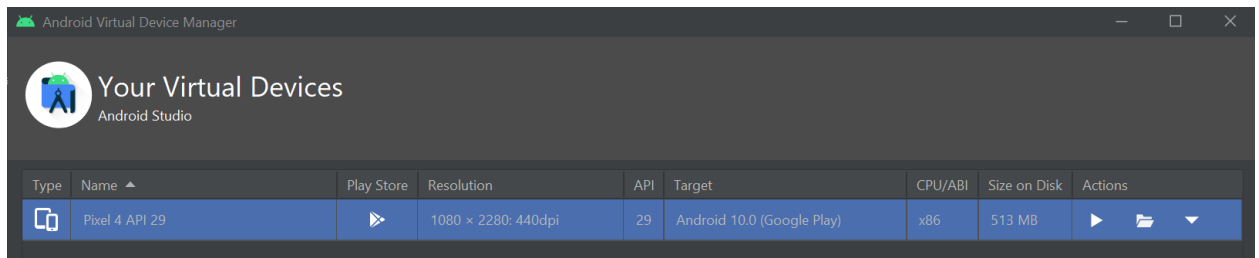 Android Virtual Device Manager
Your Virtual Devices
Android Studio
Type Name Play Store Resolution API Target CPU/ABI Size on Disk Actions
Pixel 4 API 29 1080 × 2280: 440dpi 29 Android 10.0 (Google Play) x86 513 MB